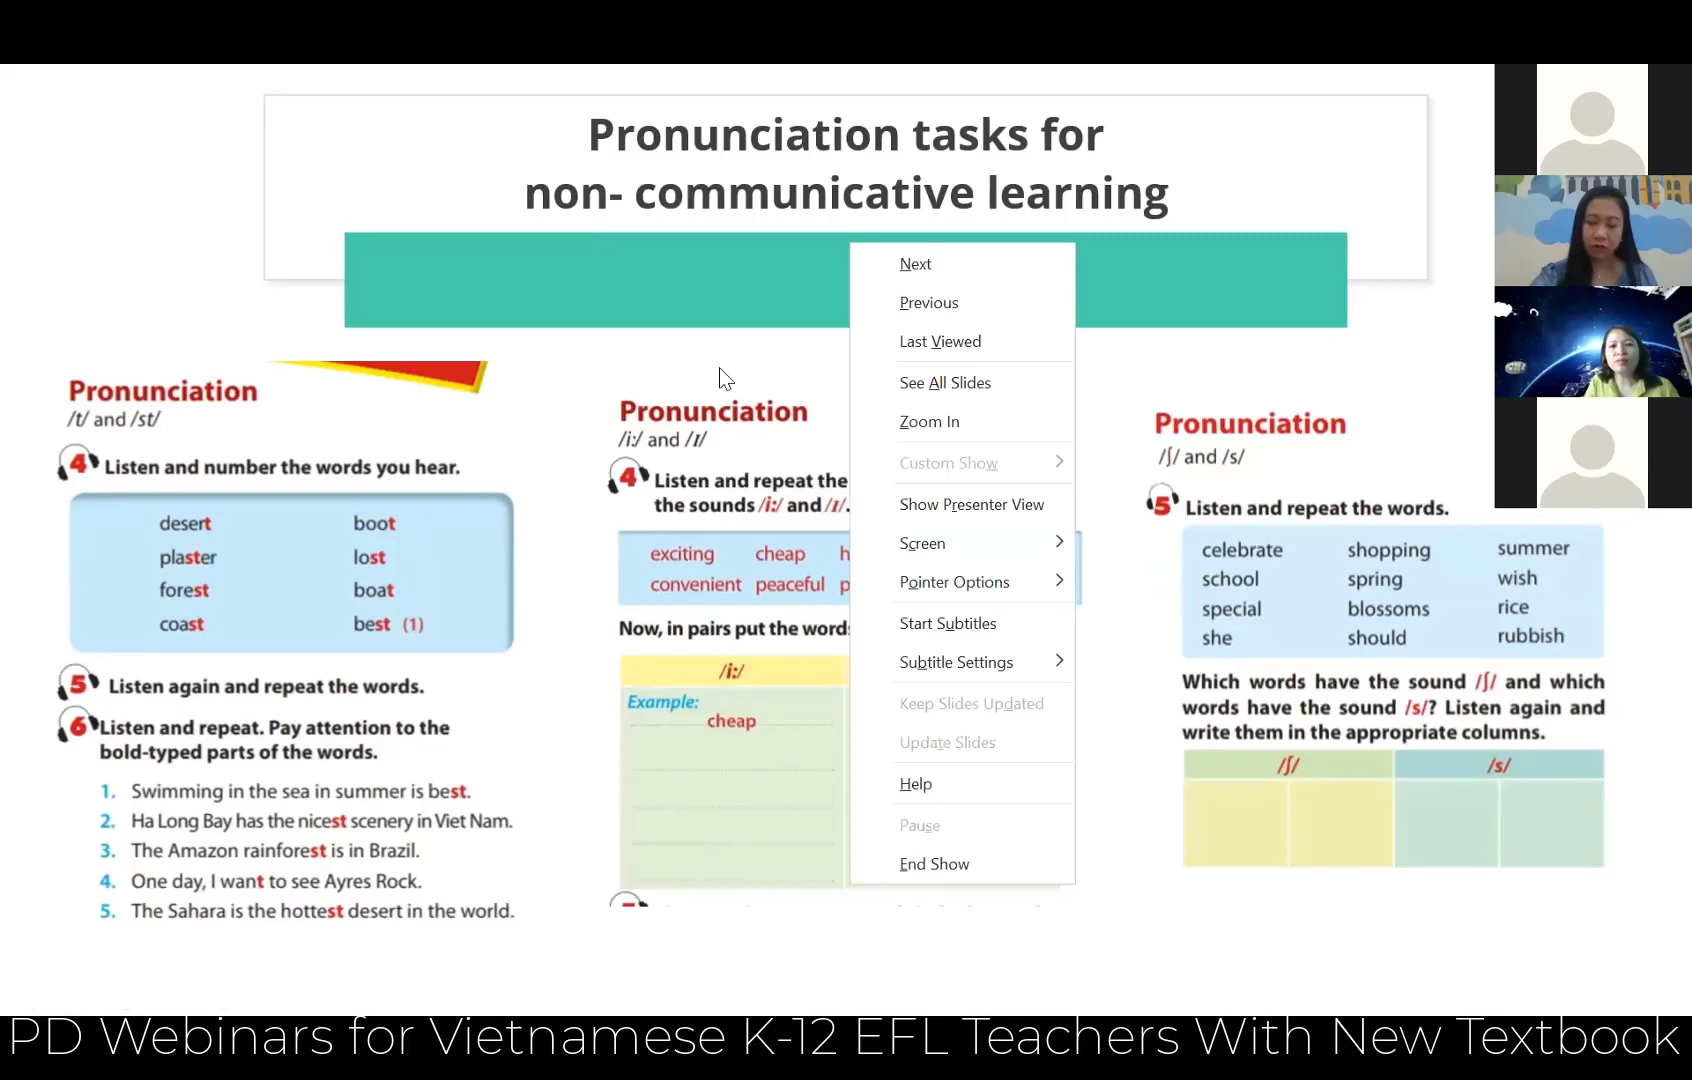 Pronunciation tasks for
non- communicative learning
Pronunciation
/t/ and /st/
4 Listen and number the words you hear.
desert boot
plaster lost
forest boat
coast best (1)
5 Listen again and repeat the words.
6 Listen and repeat. Pay attention to the
bold-typed parts of the words.
1. Swimming in the sea in summer is best.
2. Ha Long Bay has the nicest scenery in Viet Nam.
3. The Amazon rainforest is in Brazil.
4. One day, I want to see Ayres Rock.
5. The Sahara is the hottest desert in the world.
Pronunciation
/i:/ and /ɪ/
4 Listen and repeat the
the sounds /i:/ and /ɪ/.
exciting cheap h
convenient peaceful p
Now, in pairs put the words
/i:/
Example:
cheap
Next
Previous
Last Viewed
See All Slides
Zoom In
Custom Show
Show Presenter View
Screen
Pointer Options
Start Subtitles
Subtitle Settings
Keep Slides Updated
Update Slides
Help
Pause
End Show
Pronunciation
/ʃ/ and /s/
5 Listen and repeat the words.
celebrate shopping summer
school spring wish
special blossoms rice
she should rubbish
Which words have the sound /ʃ/ and which
words have the sound /s/? Listen again and
write them in the appropriate columns.
/ʃ/ /s/
PD Webinars for Vietnamese K-12 EFL Teachers With New Textbook